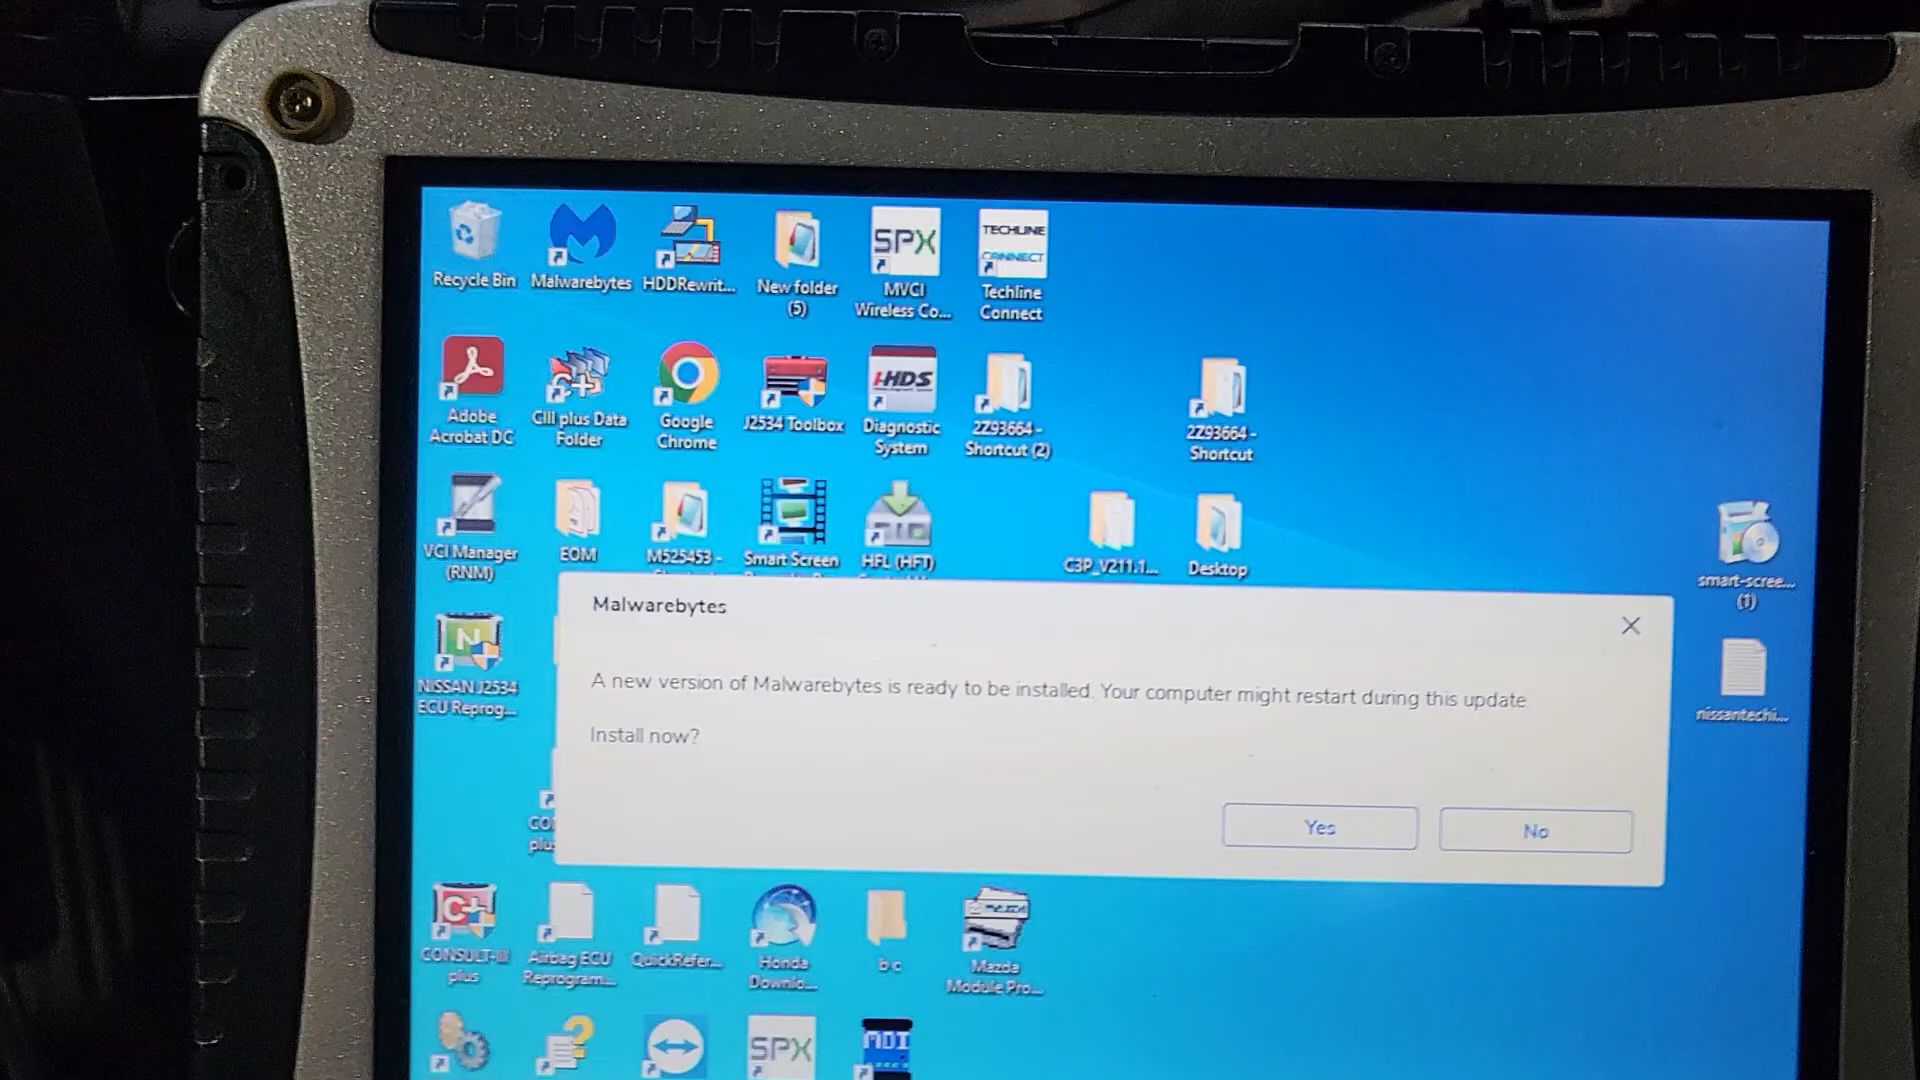 SPX
TECHLINE
CONNECT
Recycle Bin
Malwarebytes
HDDRewrit...
New folder
(5)
MVCI
Wireless Co...
Techline
Connect
C+
i-HDS
Adobe
Acrobat DC
CIII plus Data
Folder
Google
Chrome
J2534 Toolbox
Diagnostic
System
2Z93664 -
Shortcut (2)
2Z93664 -
Shortcut
VCI Manager
(RNM)
EOM
M525453 -
Smart Screen
HFL (HFT)
C3P_V211.1...
Desktop
smart-scree...
(1)
N
NISSAN J2534
ECU Reprog...
nissantechi...
Malwarebytes
A new version of Malwarebytes is ready to be installed. Your computer might restart during this update.
Install now?
Yes
No
C+
CONSULT-III
plus
Airbag ECU
Reprogram...
QuickRefer...
Honda
Downlo...
b c
mazda
Mazda
Module Pro...
SPX
MDI